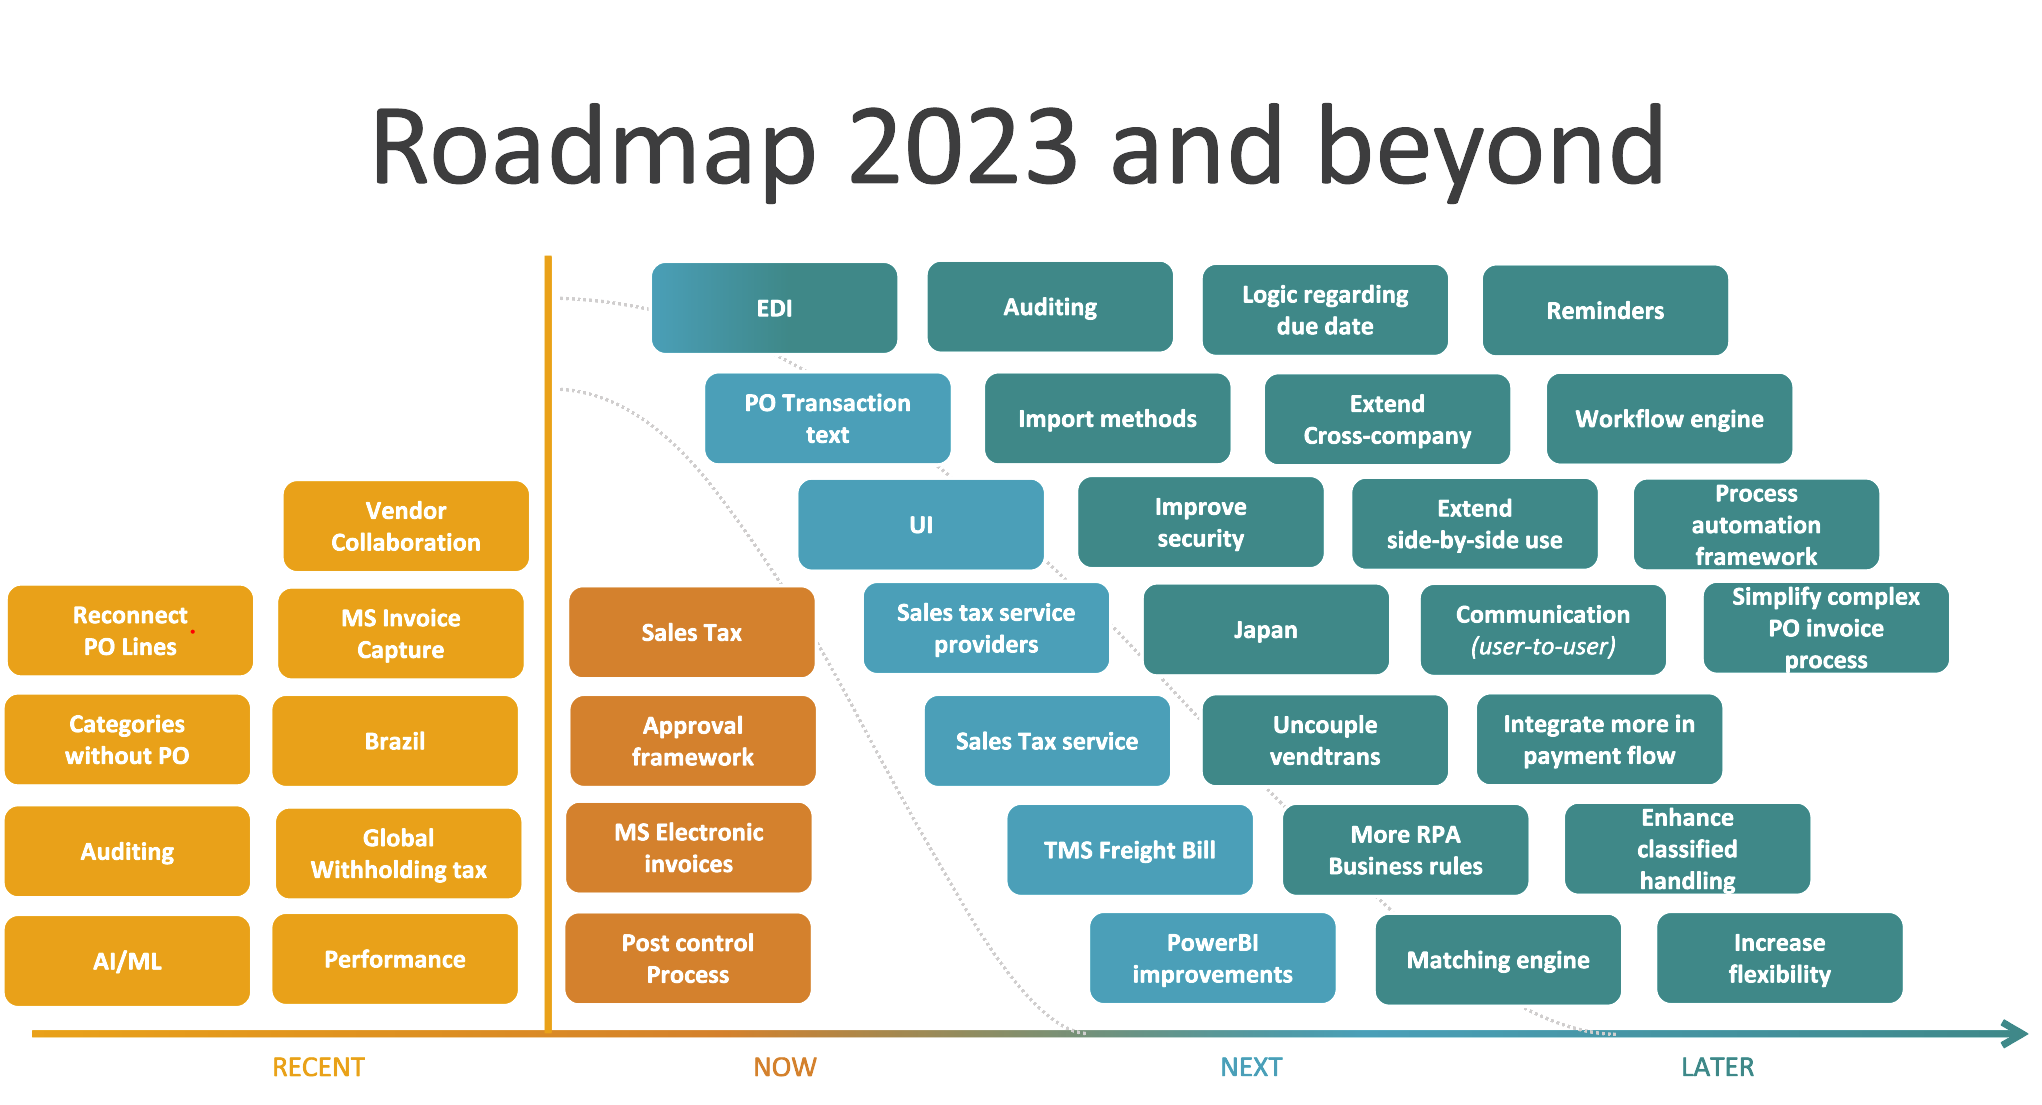 Roadmap 2023 and beyond
EDI
Auditing
Logic regarding
due date
Reminders
PO Transaction
text
Import methods
Extend
Cross-company
Workflow engine
Vendor
Collaboration
UI
Improve
security
Extend
side-by-side use
Process
automation
framework
Reconnect
PO Lines
MS Invoice
Capture
Sales Tax
Sales tax service
providers
Japan
Communication
(user-to-user)
Simplify complex
PO invoice
process
Categories
without PO
Brazil
Approval
framework
Sales Tax service
Uncouple
vendtrans
Integrate more in
payment flow
Auditing
Global
Withholding tax
MS Electronic
invoices
TMS Freight Bill
More RPA
Business rules
Enhance
classified
handling
AI/ML
Performance
Post control
Process
PowerBI
improvements
Matching engine
Increase
flexibility
RECENT
NOW
NEXT
LATER